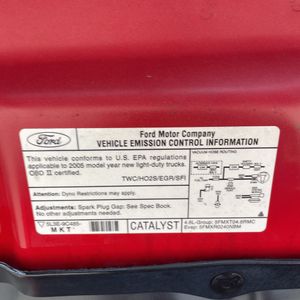 Ford
Ford Motor Company
VEHICLE EMISSION CONTROL INFORMATION
This vehicle conforms to U.S. EPA regulations
applicable to 2005 model year new light-duty trucks.
OBD II certified.
TWC/HO2S/EGR/SFI
VACUUM HOSE ROUTING
Attention: Dyno Restrictions may apply.
Adjustments: Spark Plug Gap: See Spec Book.
No Other Adjustments Needed.
5L3E-9C485-
MKT
CATALYST
4.6L-Group: 5FMXT04.6RMC
Evap: 5FMXR0240NBM